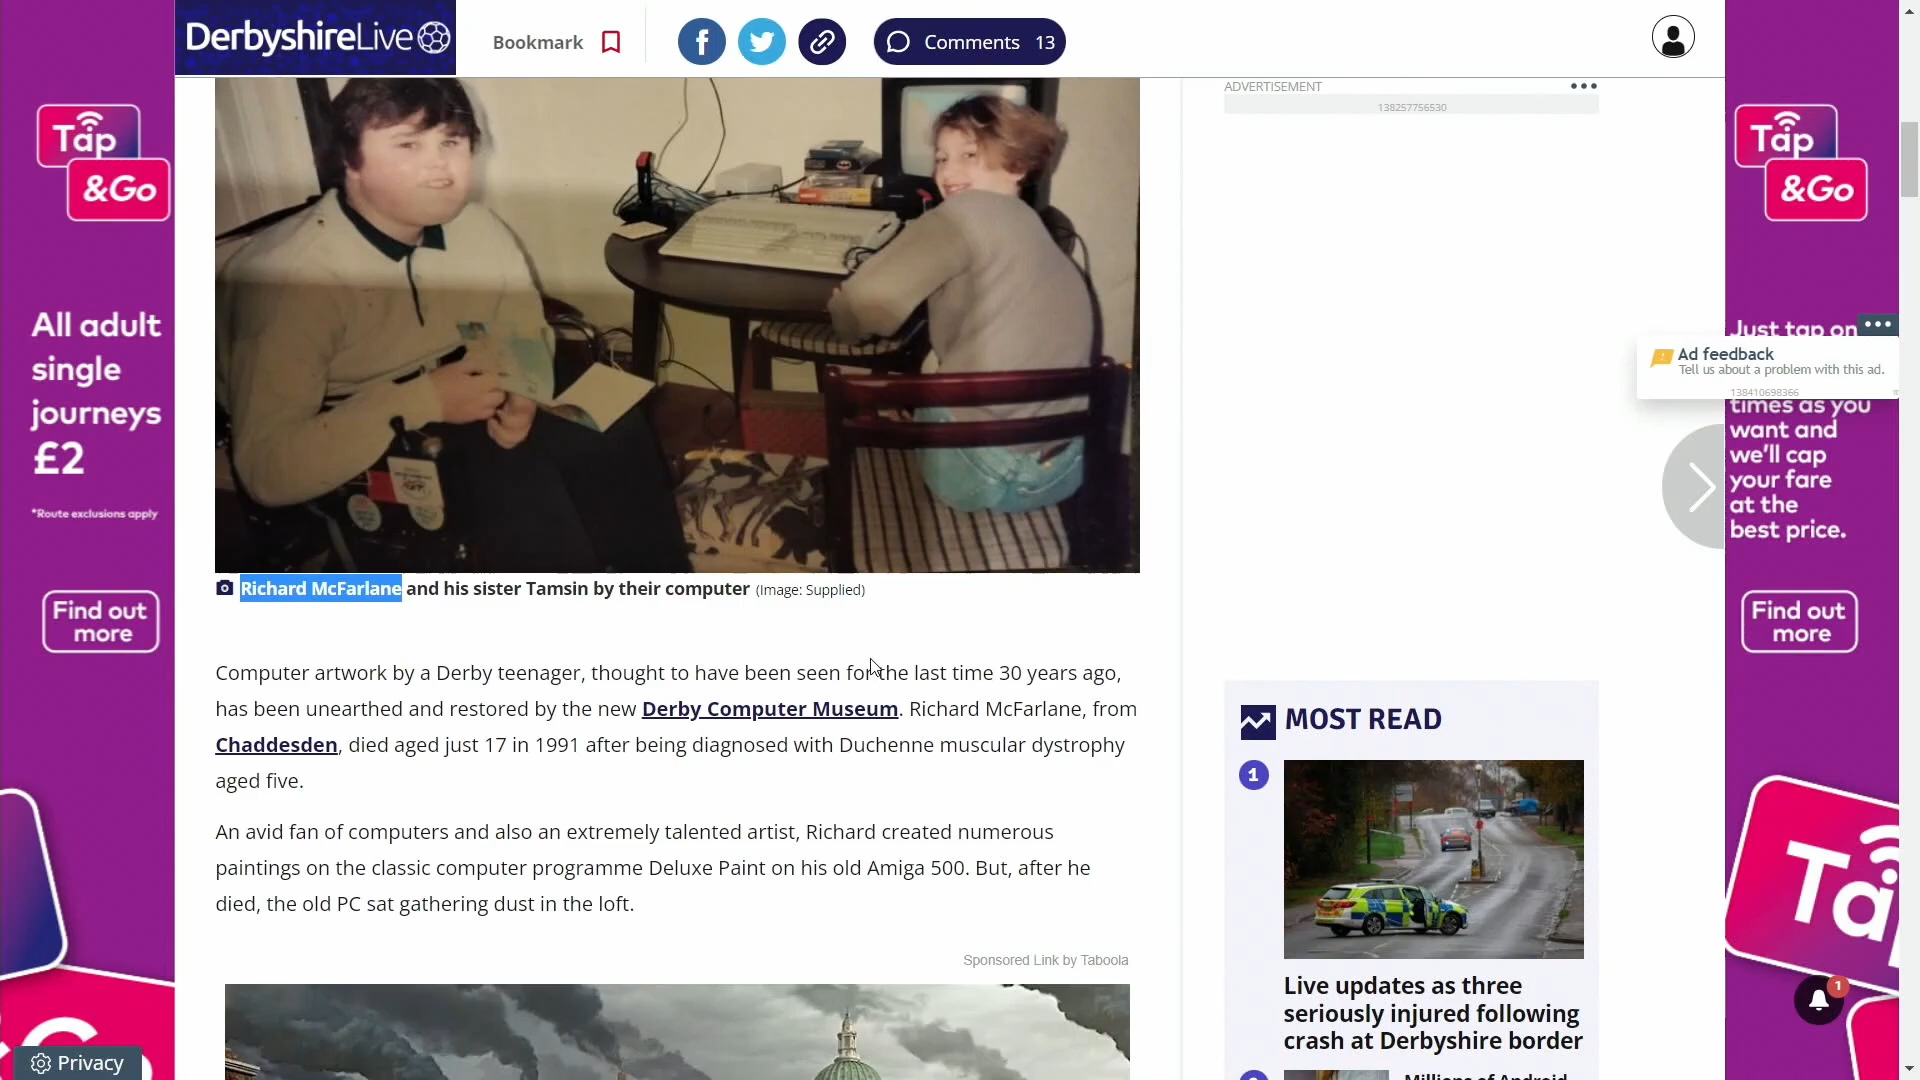 DerbyshireLive
Bookmark
Comments 13
Tap
&Go
All adult
single
journeys
£2
*Route exclusions apply
Find out
more
Privacy
Richard McFarlane and his sister Tamsin by their computer (Image: Supplied)
Computer artwork by a Derby teenager, thought to have been seen for the last time 30 years ago,
has been unearthed and restored by the new Derby Computer Museum. Richard McFarlane, from
Chaddesden, died aged just 17 in 1991 after being diagnosed with Duchenne muscular dystrophy
aged five.
An avid fan of computers and also an extremely talented artist, Richard created numerous
paintings on the classic computer programme Deluxe Paint on his old Amiga 500. But, after he
died, the old PC sat gathering dust in the loft.
Sponsored Link by Taboola
ADVERTISEMENT
138257756530
MOST READ
1
Live updates as three
seriously injured following
crash at Derbyshire border
Millions of Android
Tap
&Go
Just tap on
Ad feedback
Tell us about a problem with this ad.
138410698366
times as you
want and
we'll cap
your fare
at the
best price.
Find out
more
Ta
1